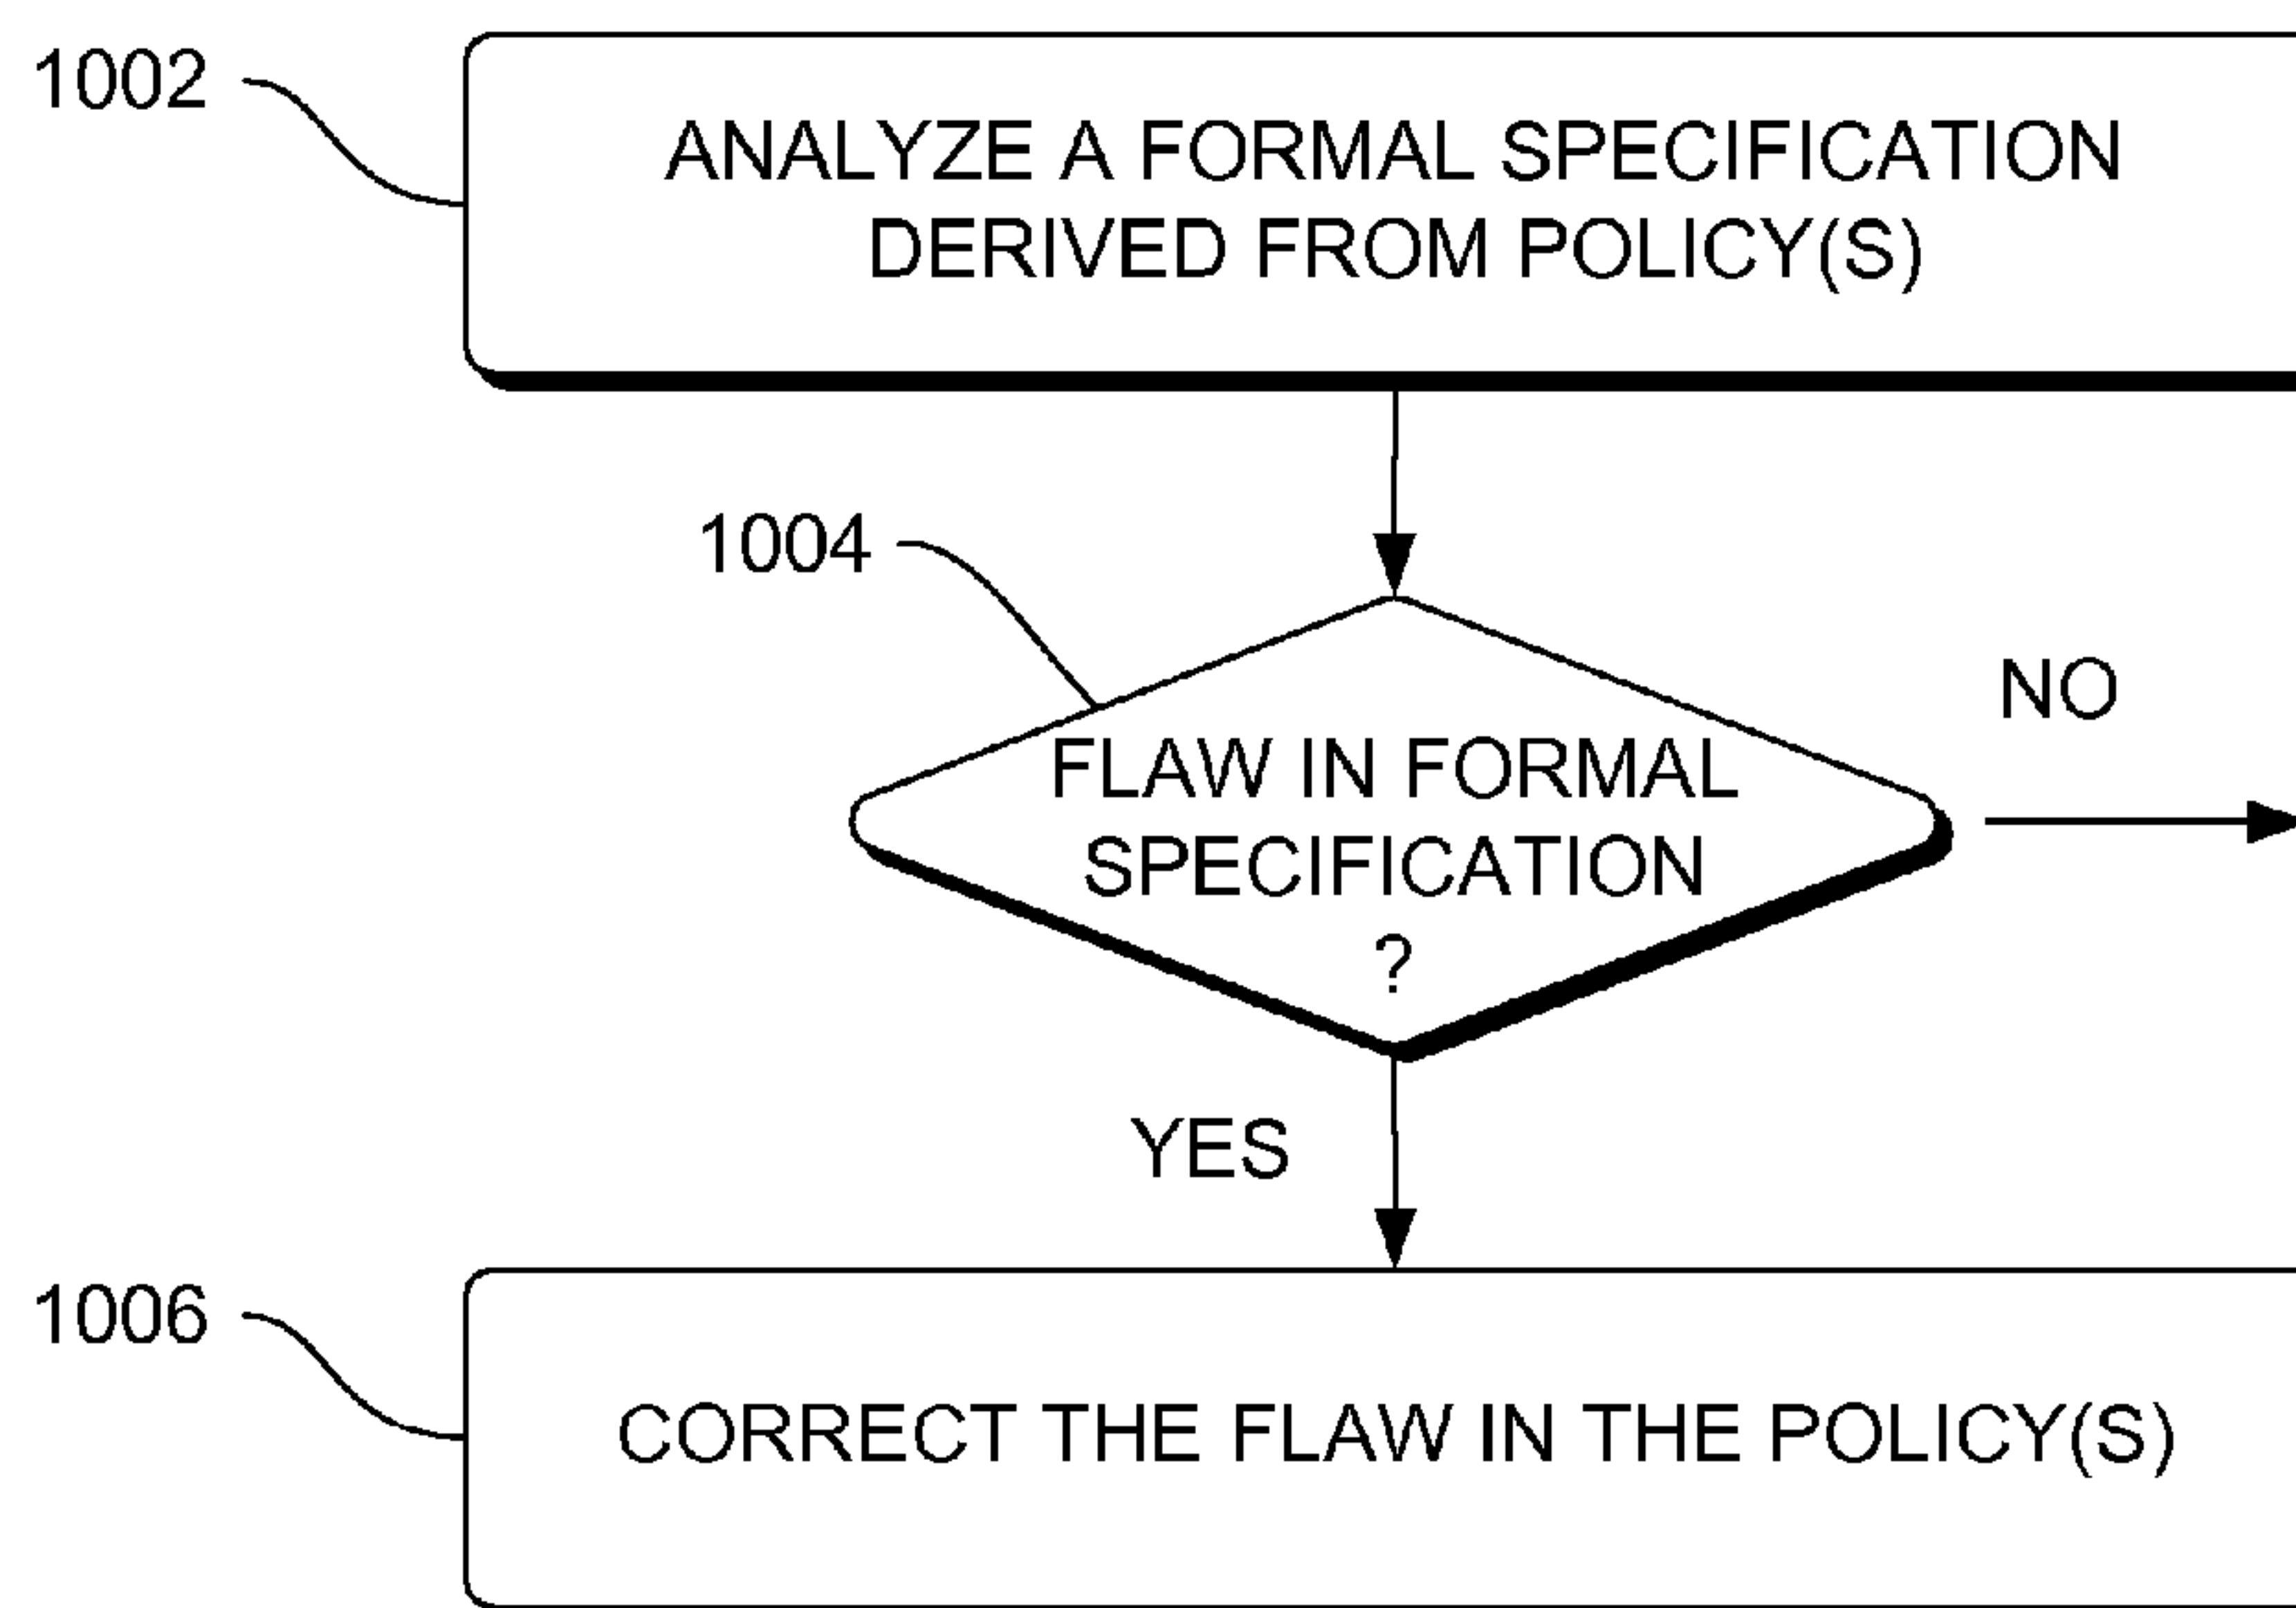 1002
ANALYZE A FORMAL SPECIFICATION
DERIVED FROM POLICY(S)
1004
NO
FLAW IN FORMAL
SPECIFICATION
?
YES
1006
CORRECT THE FLAW IN THE POLICY(S)